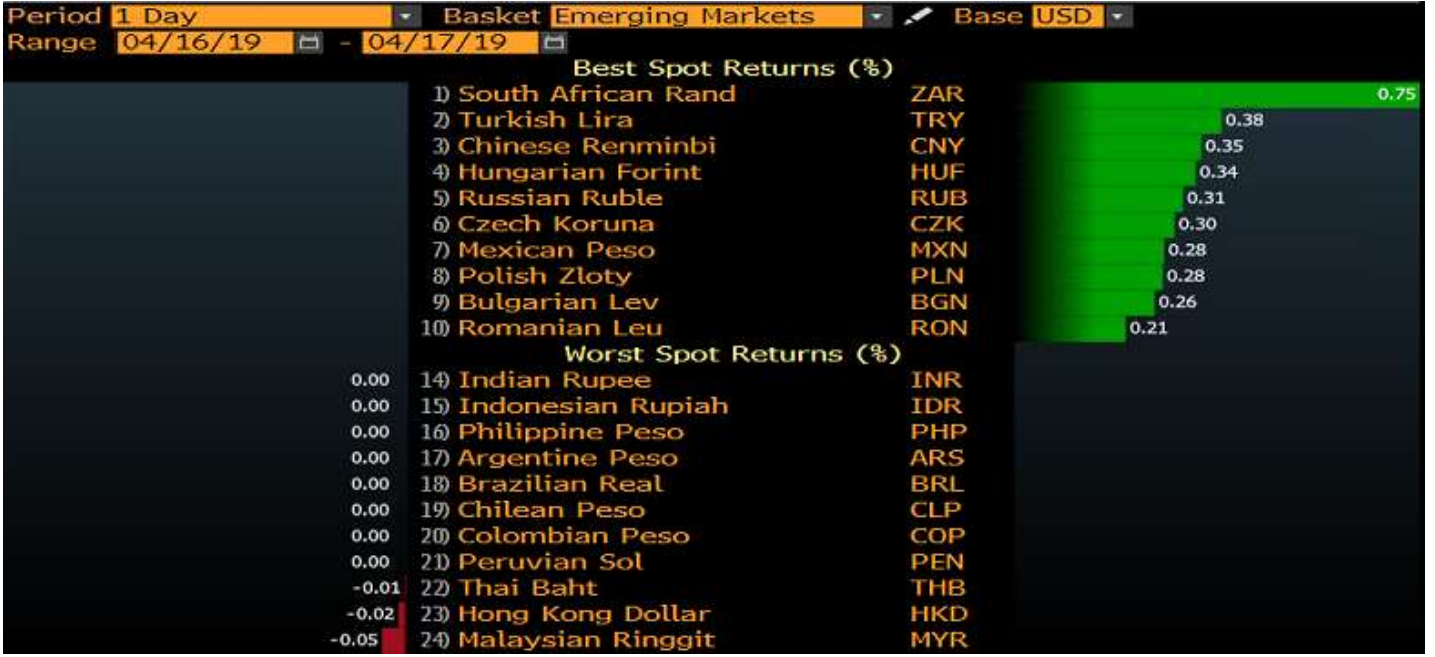 Period 1 Day Basket Emerging Markets Base USD
Range 04/16/19 - 04/17/19
Best Spot Returns (%)
1) South African Rand ZAR 0.75
2) Turkish Lira TRY 0.38
3) Chinese Renminbi CNY 0.35
4) Hungarian Forint HUF 0.34
5) Russian Ruble RUB 0.31
6) Czech Koruna CZK 0.30
7) Mexican Peso MXN 0.28
8) Polish Zloty PLN 0.28
9) Bulgarian Lev BGN 0.26
10) Romanian Leu RON 0.21
Worst Spot Returns (%)
0.00 14) Indian Rupee INR
0.00 15) Indonesian Rupiah IDR
0.00 16) Philippine Peso PHP
0.00 17) Argentine Peso ARS
0.00 18) Brazilian Real BRL
0.00 19) Chilean Peso CLP
0.00 20) Colombian Peso COP
0.00 21) Peruvian Sol PEN
-0.01 22) Thai Baht THB
-0.02 23) Hong Kong Dollar HKD
-0.05 24) Malaysian Ringgit MYR